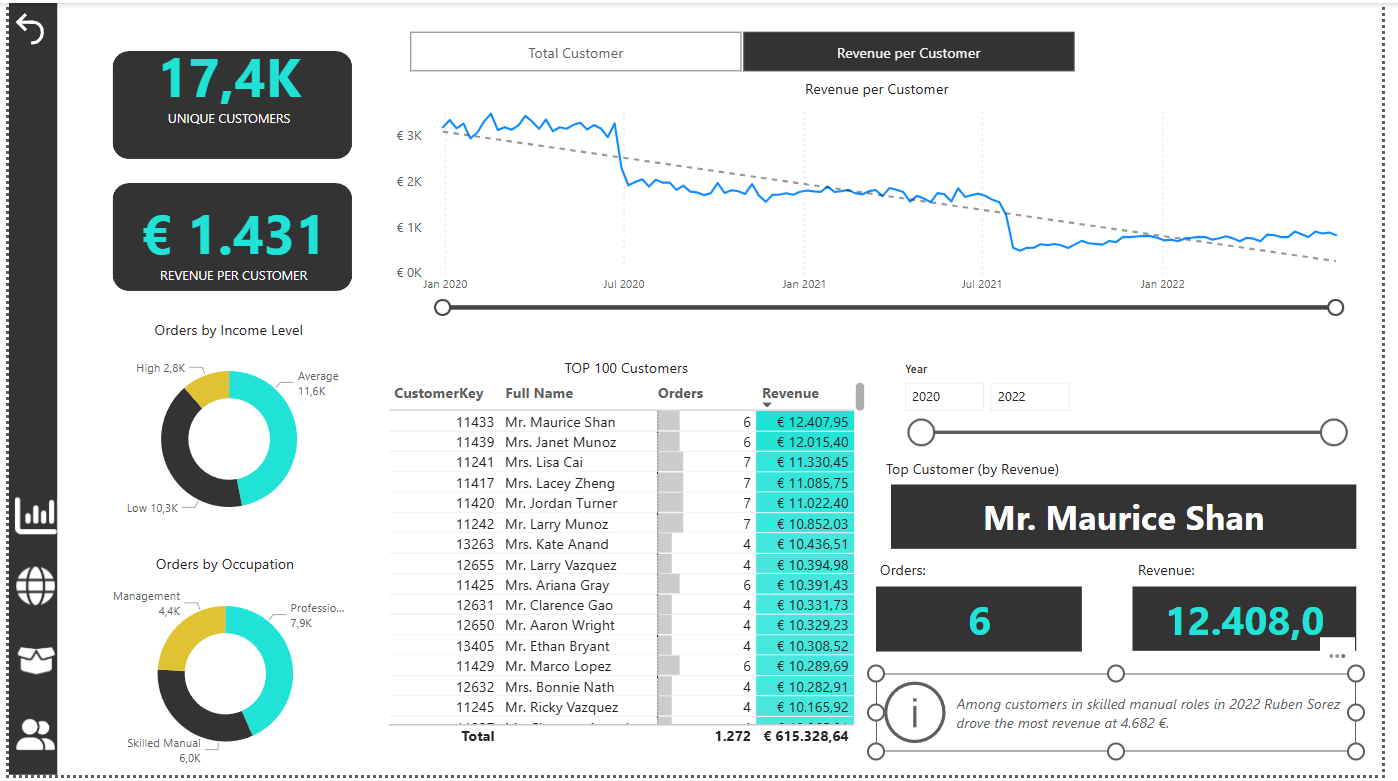 17,4K
UNIQUE CUSTOMERS
€ 1.431
REVENUE PER CUSTOMER
Total Customer
Revenue per Customer
Revenue per Customer
€ 3K
€ 2K
€ 1K
€ 0K
Jan 2020 Jul 2020 Jan 2021 Jul 2021 Jan 2022
Orders by Income Level
High 2,8K
Average
11,6K
Low 10,3K
Orders by Occupation
Management
4,4K
Professio...
7,9K
Skilled Manual
6,0K
TOP 100 Customers
CustomerKey Full Name Orders Revenue
11433 Mr. Maurice Shan 6 € 12.407,95
11439 Mrs. Janet Munoz 6 € 12.015,40
11241 Mrs. Lisa Cai 7 € 11.330,45
11417 Mrs. Lacey Zheng 7 € 11.085,75
11420 Mr. Jordan Turner 7 € 11.022,40
11242 Mr. Larry Munoz 7 € 10.852,03
13263 Mrs. Kate Anand 4 € 10.436,51
12655 Mr. Larry Vazquez 4 € 10.394,98
11425 Mrs. Ariana Gray 6 € 10.391,43
12631 Mr. Clarence Gao 4 € 10.331,73
12650 Mr. Aaron Wright 4 € 10.329,23
13405 Mr. Ethan Bryant 4 € 10.308,52
11429 Mr. Marco Lopez 6 € 10.289,69
12632 Mrs. Bonnie Nath 4 € 10.282,91
11245 Mr. Ricky Vazquez 4 € 10.165,92
Total 1.272 € 615.328,64
Year
2020 2022
Top Customer (by Revenue)
Mr. Maurice Shan
Orders:
6
Revenue:
12.408,0
i
Among customers in skilled manual roles in 2022 Ruben Sorez
drove the most revenue at 4.682 €.